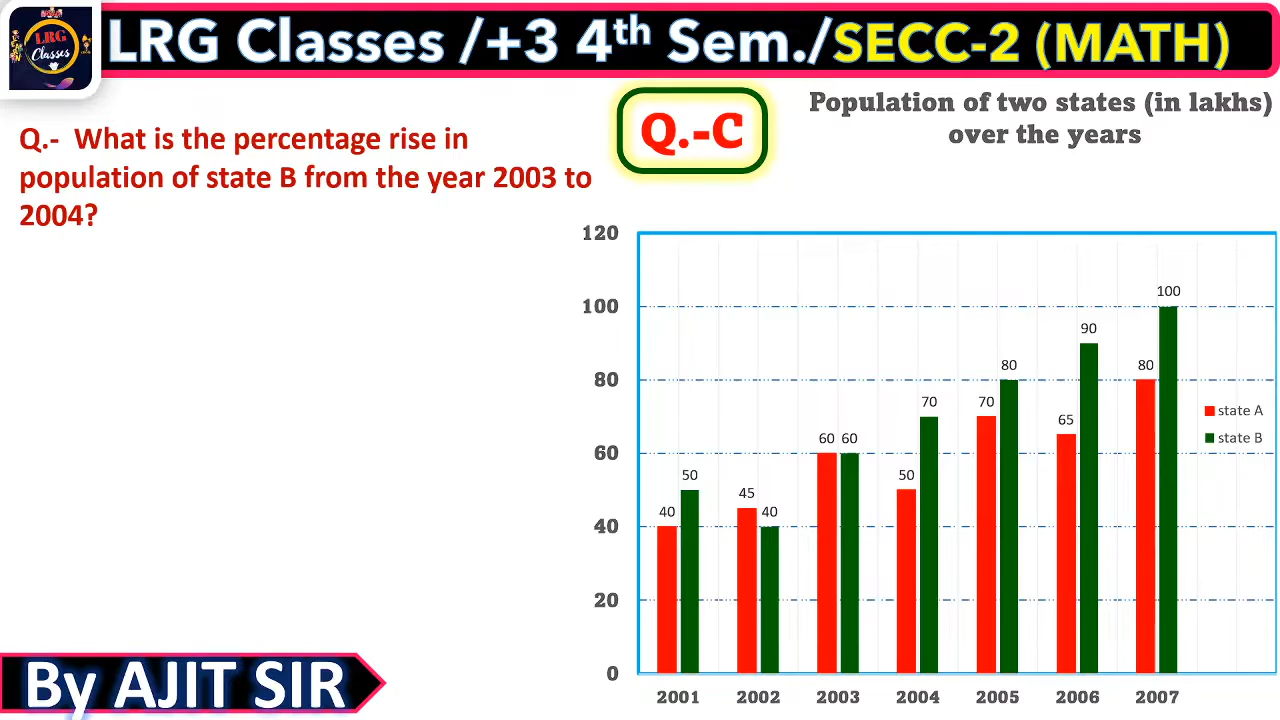 LRG
Classes
LRG Classes /+3 4th Sem./SECC-2 (MATH)
Q.-C
Population of two states (in lakhs)
over the years
Q.- What is the percentage rise in
population of state B from the year 2003 to
2004?
120
100
80
60
40
20
0
40 50
45 40
60 60
50 70
70 80
65 90
80 100
state A
state B
2001 2002 2003 2004 2005 2006 2007
By AJIT SIR